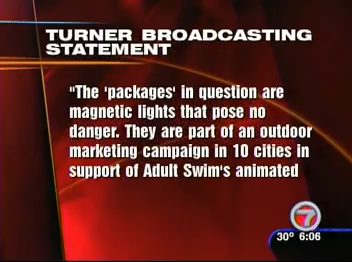 TURNER BROADCASTING
STATEMENT
"The 'packages' in question are
magnetic lights that pose no
danger. They are part of an outdoor
marketing campaign in 10 cities in
support of Adult Swim's animated
7
30° 6:06